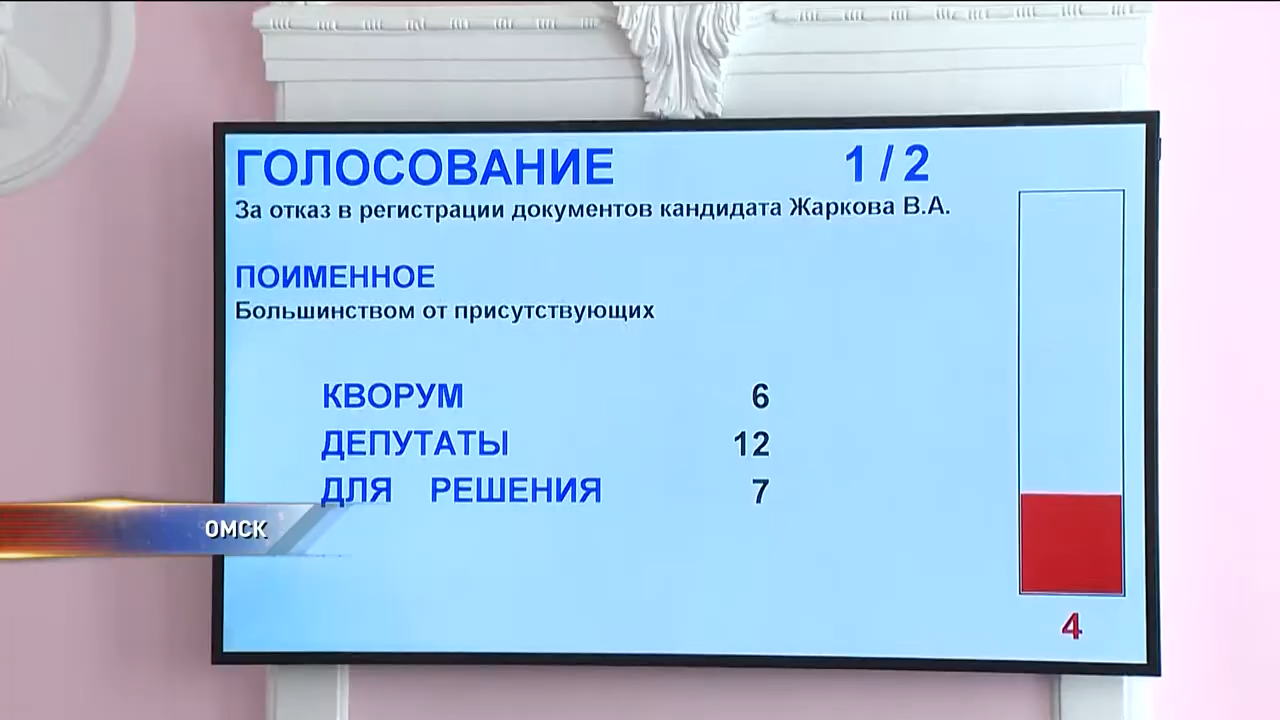 ГОЛОСОВАНИЕ 1 / 2
За отказ в регистрации документов кандидата Жаркова В.А.
ПОИМЕННОЕ
Большинством от присутствующих
КВОРУМ 6
ДЕПУТАТЫ 12
ДЛЯ РЕШЕНИЯ 7
ОМСК
4